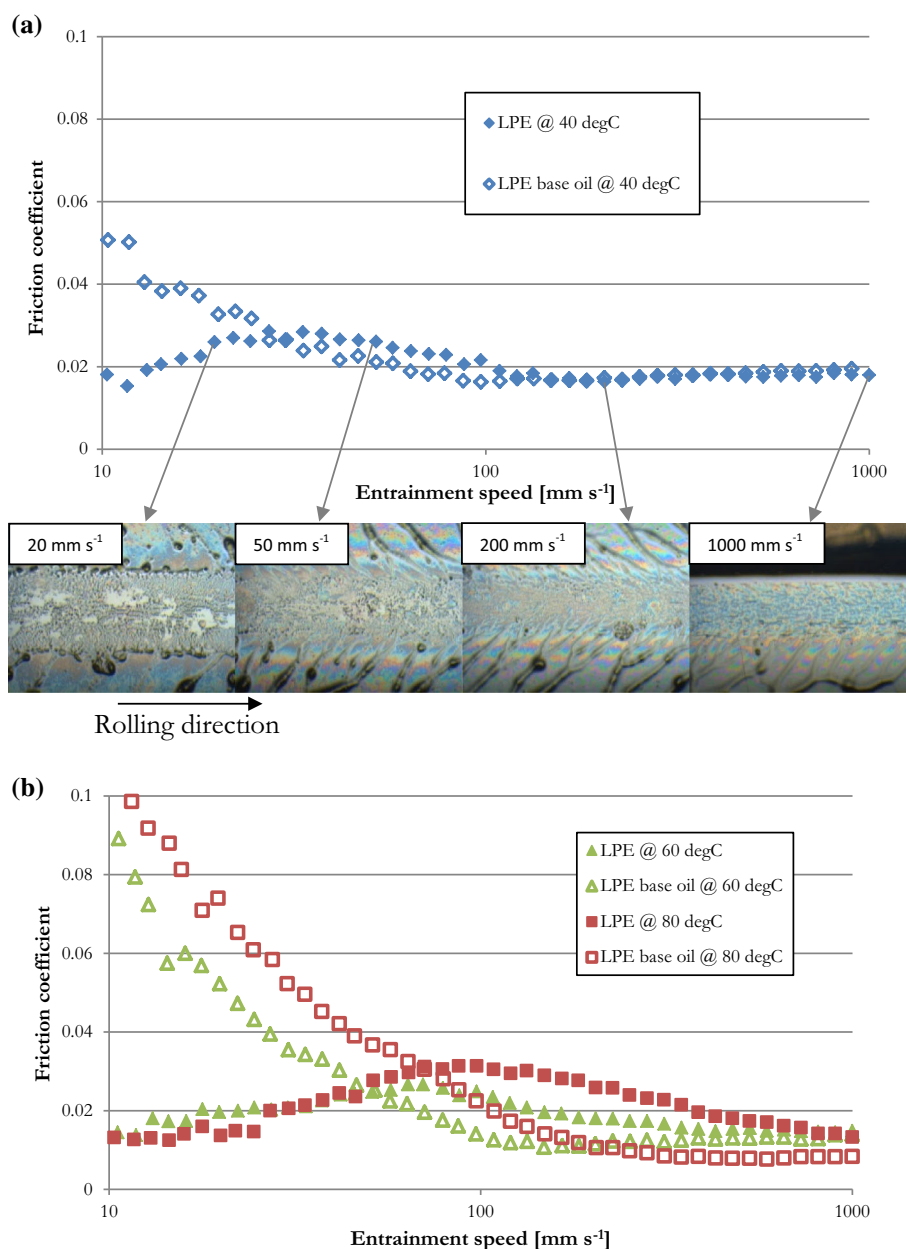 (a)
0.1
0.08
0.06
0.04
0.02
0
Friction coefficient
LPE @ 40 degC
LPE base oil @ 40 degC
10
100
1000
Entrainment speed [mm s-1]
20 mm s-1
50 mm s-1
200 mm s-1
1000 mm s-1
Rolling direction
(b)
0.1
0.08
0.06
0.04
0.02
0
Friction coefficient
LPE @ 60 degC
LPE base oil @ 60 degC
LPE @ 80 degC
LPE base oil @ 80 degC
10
100
1000
Entrainment speed [mm s-1]